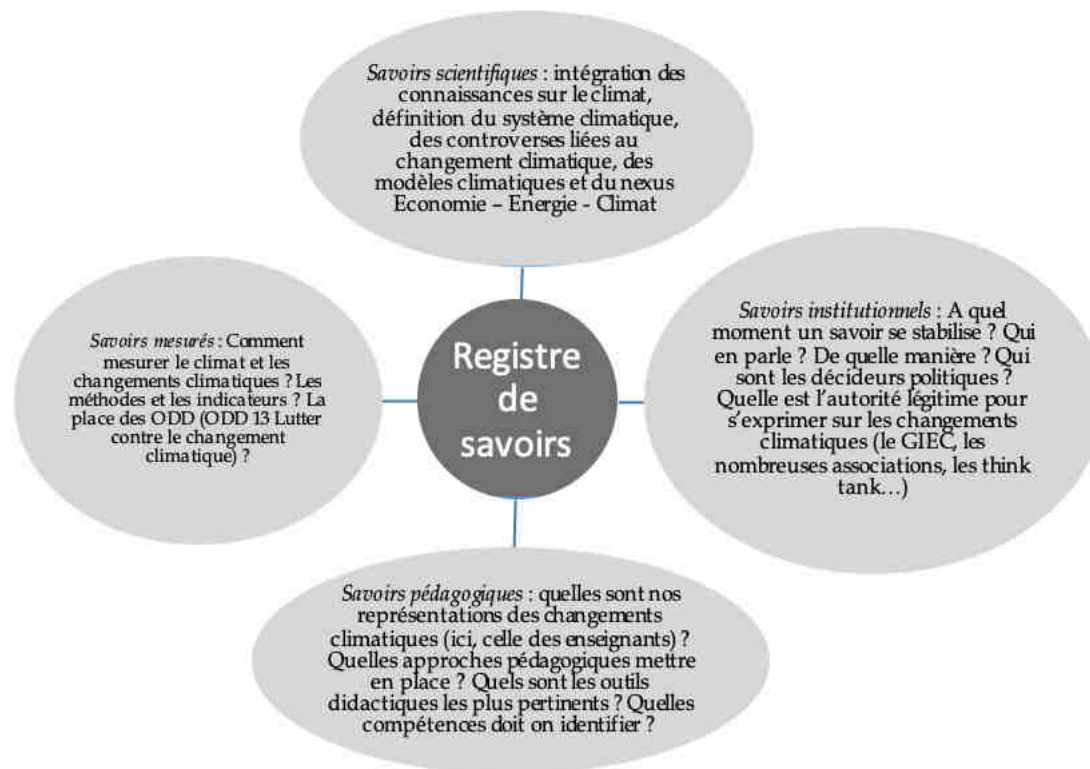 Savoirs scientifiques : intégration des
connaissances sur le climat,
définition du système climatique,
des controverses liées au
changement climatique, des
modèles climatiques et du nexus
Economie – Energie - Climat
Savoirs mesurés : Comment
mesurer le climat et les
changements climatiques ? Les
méthodes et les indicateurs ? La
place des ODD (ODD 13 Lutter
contre le changement
climatique) ?
Registre
de
savoirs
Savoirs institutionnels : A quel
moment un savoir se stabilise ? Qui
en parle ? De quelle manière ? Qui
sont les décideurs politiques ?
Quelle est l'autorité légitime pour
s'exprimer sur les changements
climatiques (le GIEC, les
nombreuses associations, les think
tank…)
Savoirs pédagogiques : quelles sont nos
représentations des changements
climatiques (ici, celle des enseignants) ?
Quelles approches pédagogiques mettre
en place ? Quels sont les outils
didactiques les plus pertinents ? Quelles
compétences doit on identifier ?